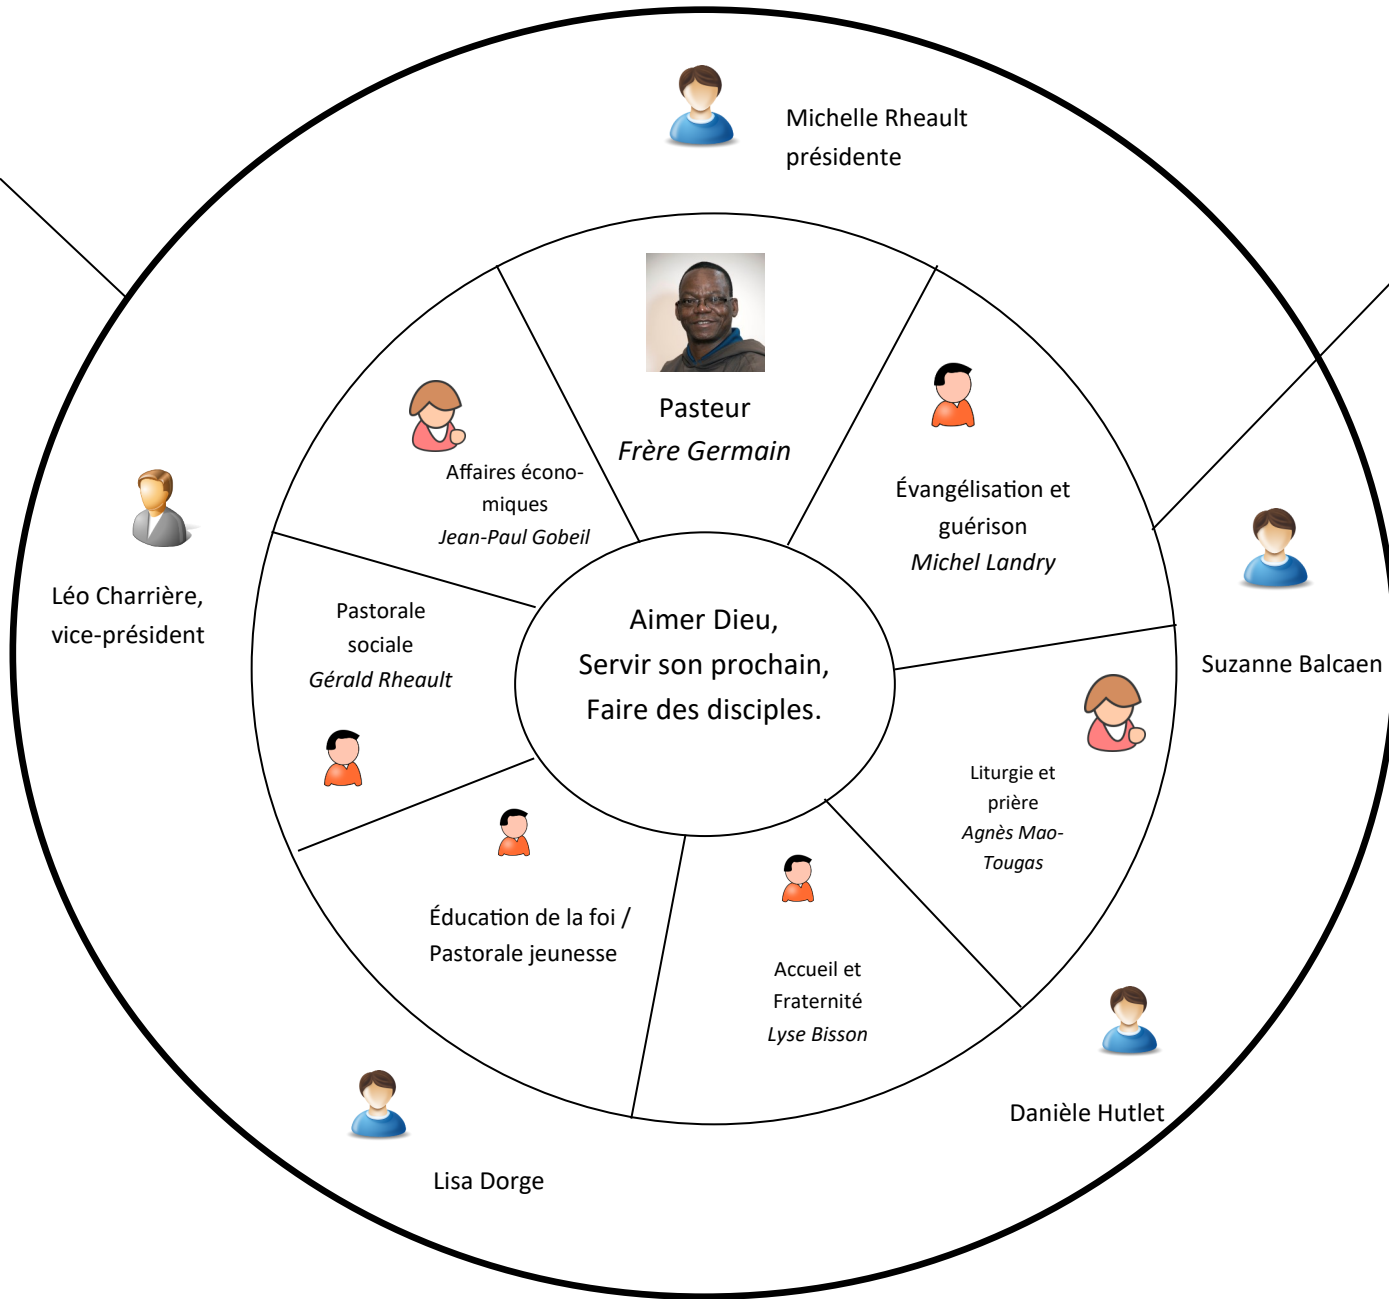 Michelle Rheault
présidente
Pasteur
Frère Germain
Affaires écono-
miques
Jean-Paul Gobeil
Évangélisation et
guérison
Michel Landry
Léo Charrière,
vice-président
Pastorale
sociale
Gérald Rheault
Aimer Dieu,
Servir son prochain,
Faire des disciples.
Suzanne Balcaen
Liturgie et
prière
Agnès Mao-
Tougas
Éducation de la foi /
Pastorale jeunesse
Accueil et
Fraternité
Lyse Bisson
Danièle Hutlet
Lisa Dorge